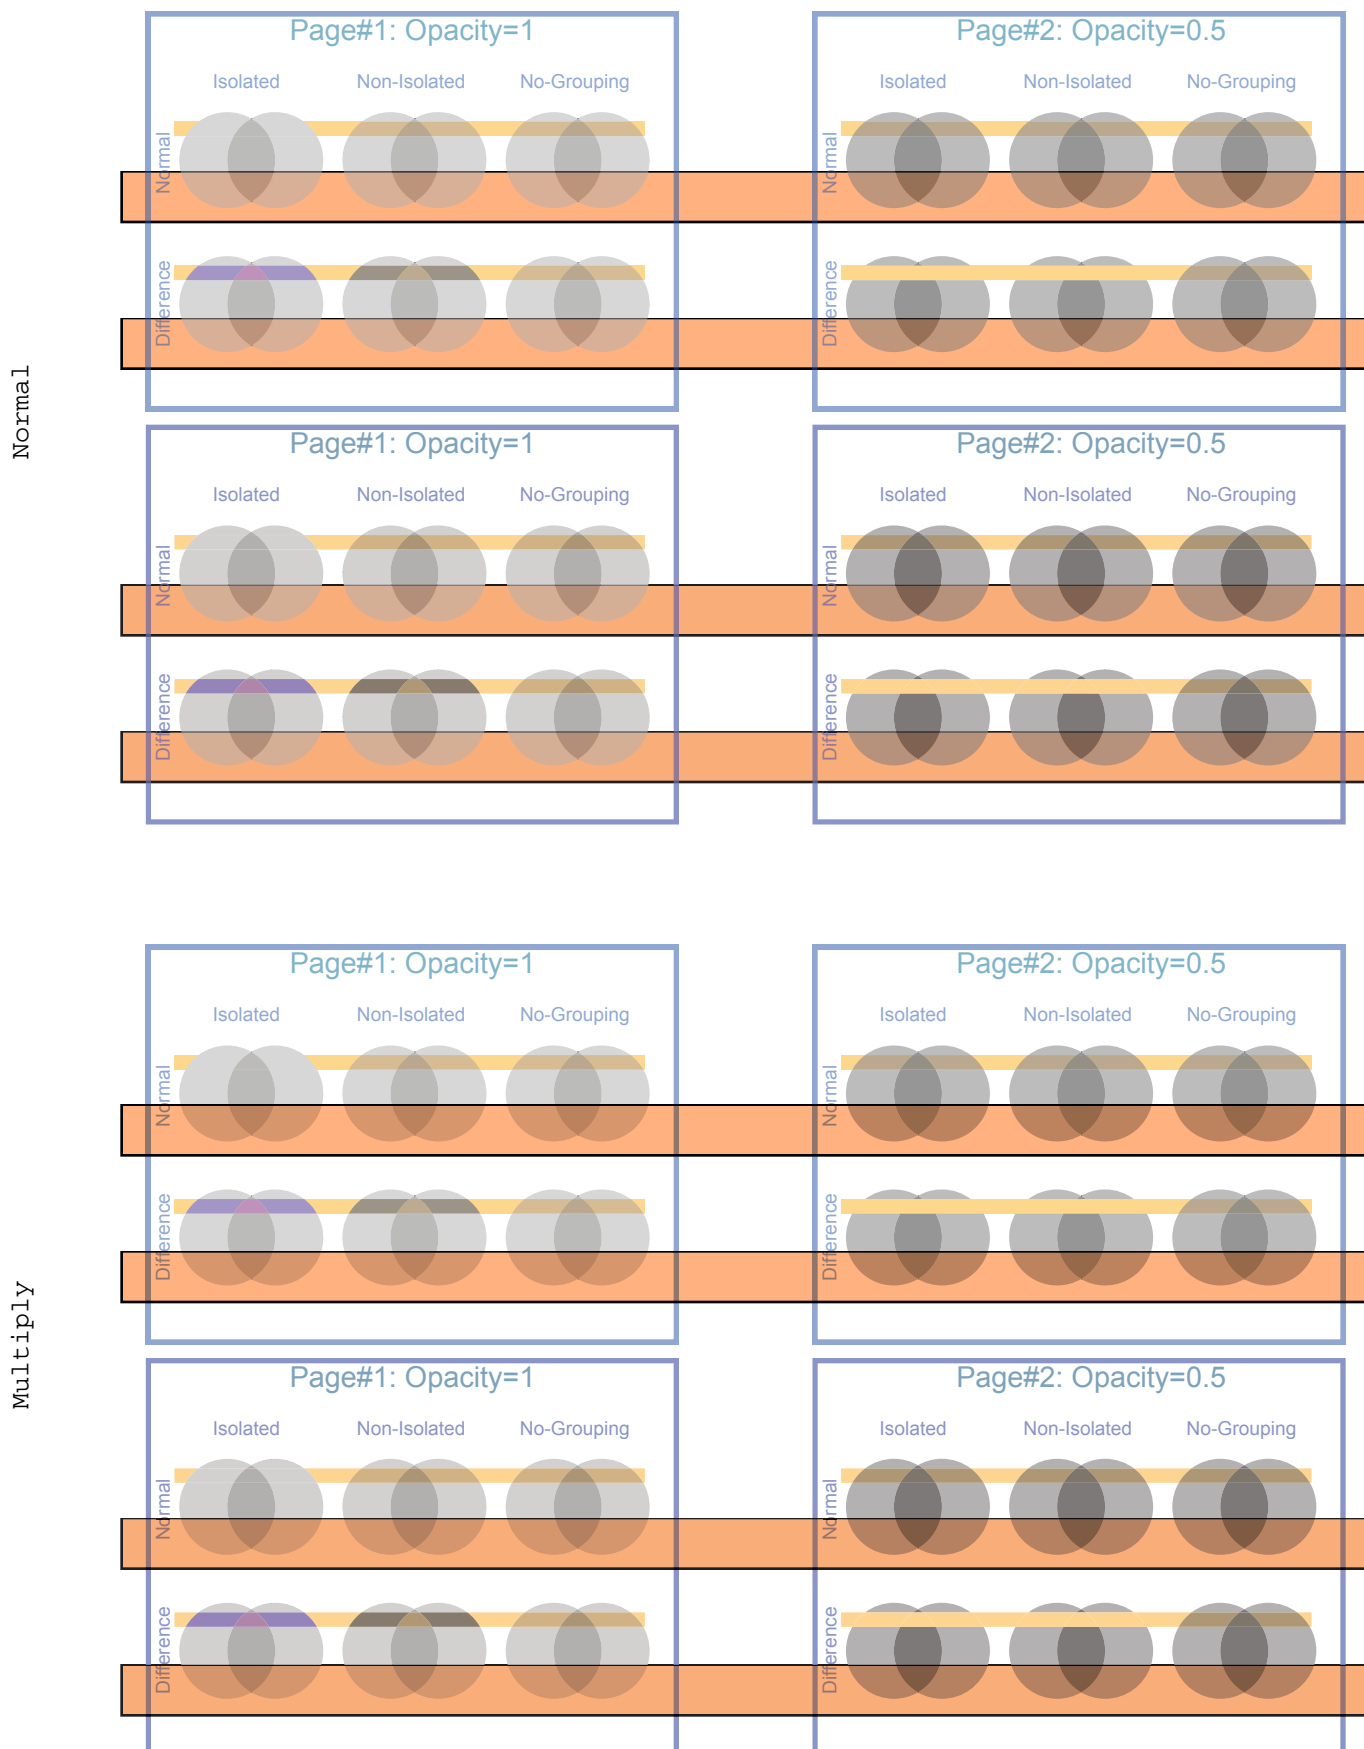 Normal
Page#1: Opacity=1
Isolated Non-Isolated No-Grouping
Normal
Difference
Page#2: Opacity=0.5
Isolated Non-Isolated No-Grouping
Normal
Difference
Page#1: Opacity=1
Isolated Non-Isolated No-Grouping
Normal
Difference
Page#2: Opacity=0.5
Isolated Non-Isolated No-Grouping
Normal
Difference
Multiply
Page#1: Opacity=1
Isolated Non-Isolated No-Grouping
Normal
Difference
Page#2: Opacity=0.5
Isolated Non-Isolated No-Grouping
Normal
Difference
Page#1: Opacity=1
Isolated Non-Isolated No-Grouping
Normal
Difference
Page#2: Opacity=0.5
Isolated Non-Isolated No-Grouping
Normal
Difference